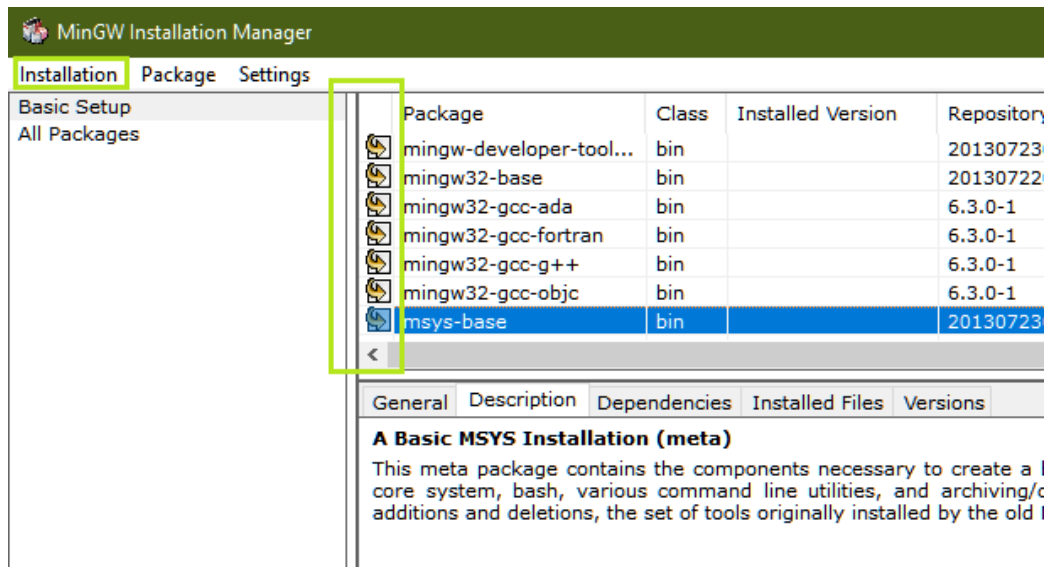 MinGW Installation Manager
Installation Package Settings
Basic Setup
All Packages
Package Class Installed Version Repository
mingw-developer-tool... bin 20130723
mingw32-base bin 20130722
mingw32-gcc-ada bin 6.3.0-1
mingw32-gcc-fortran bin 6.3.0-1
mingw32-gcc-g++ bin 6.3.0-1
mingw32-gcc-objc bin 6.3.0-1
msys-base bin 20130723
General Description Dependencies Installed Files Versions
A Basic MSYS Installation (meta)
This meta package contains the components necessary to create a
core system, bash, various command line utilities, and archiving/
additions and deletions, the set of tools originally installed by the old